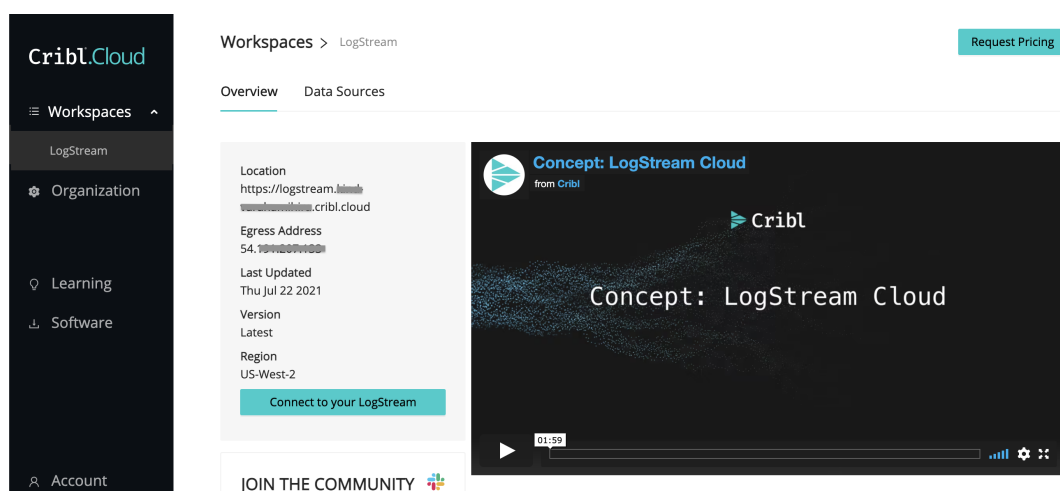 Cribl.Cloud
Workspaces
LogStream
Organization
Learning
Software
Account
Workspaces > LogStream
Request Pricing
Overview
Data Sources
Location
https://logstream.
.cribl.cloud
Egress Address
54.
Last Updated
Thu Jul 22 2021
Version
Latest
Region
US-West-2
Connect to your LogStream
JOIN THE COMMUNITY
Concept: LogStream Cloud
from Cribl
Cribl
Concept: LogStream Cloud
01:59